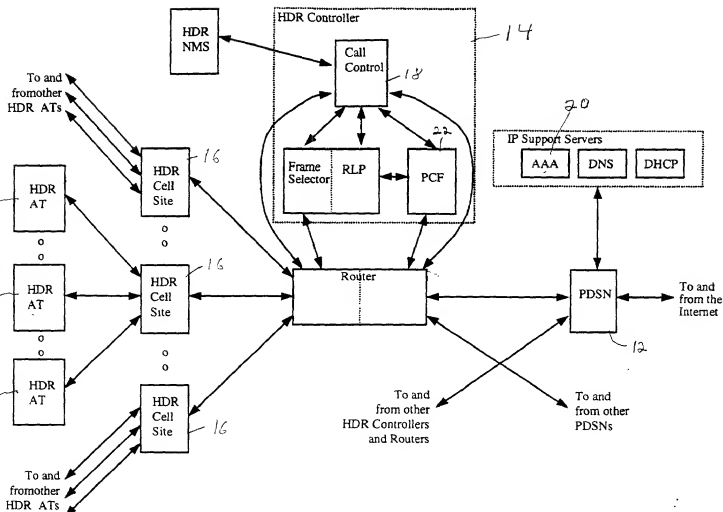 HDR Controller
14
HDR
NMS
Call
Control
18
To and
fromother
HDR ATs
22
20
IP Support Servers
AAA
DNS
DHCP
16
HDR
Cell
Site
Frame
Selector
RLP
PCF
HDR
AT
o
o
o
o
16
HDR
AT
HDR
Cell
Site
Router
PDSN
To and
from the
Internet
12
o
o
o
o
HDR
AT
HDR
Cell
Site
16
To and
from other
HDR Controllers
and Routers
To and
from other
PDSNs
To and
fromother
HDR ATs